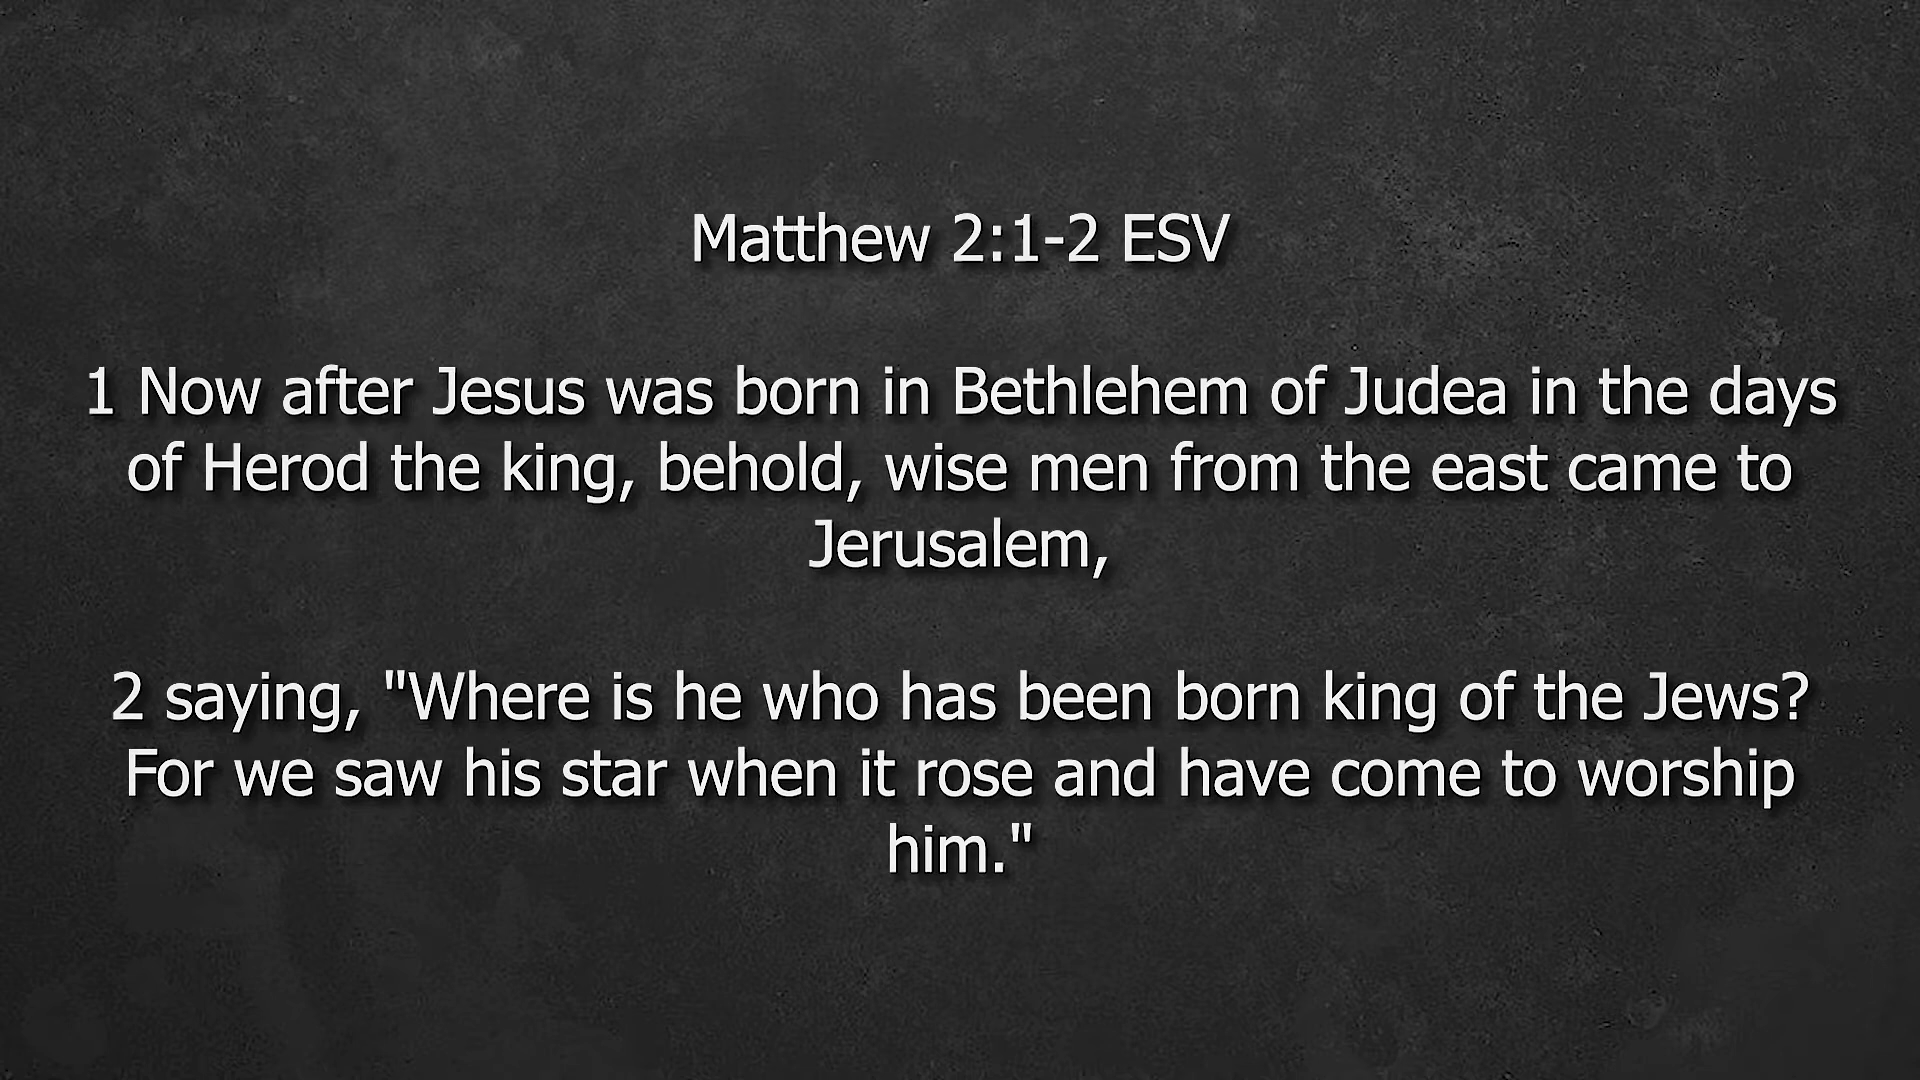 Matthew 2:1-2 ESV
1 Now after Jesus was born in Bethlehem of Judea in the days
of Herod the king, behold, wise men from the east came to
Jerusalem,
2 saying, "Where is he who has been born king of the Jews?
For we saw his star when it rose and have come to worship
him."